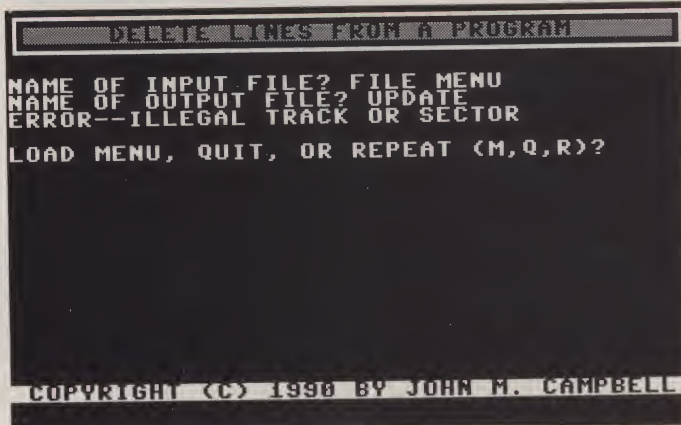 DELETE LINES FROM A PROGRAM
NAME OF INPUT FILE? FILE MENU
NAME OF OUTPUT FILE? UPDATE
ERROR--ILLEGAL TRACK OR SECTOR
LOAD MENU, QUIT, OR REPEAT (M,Q,R)?
COPYRIGHT (C) 1990 BY JOHN M. CAMPBELL